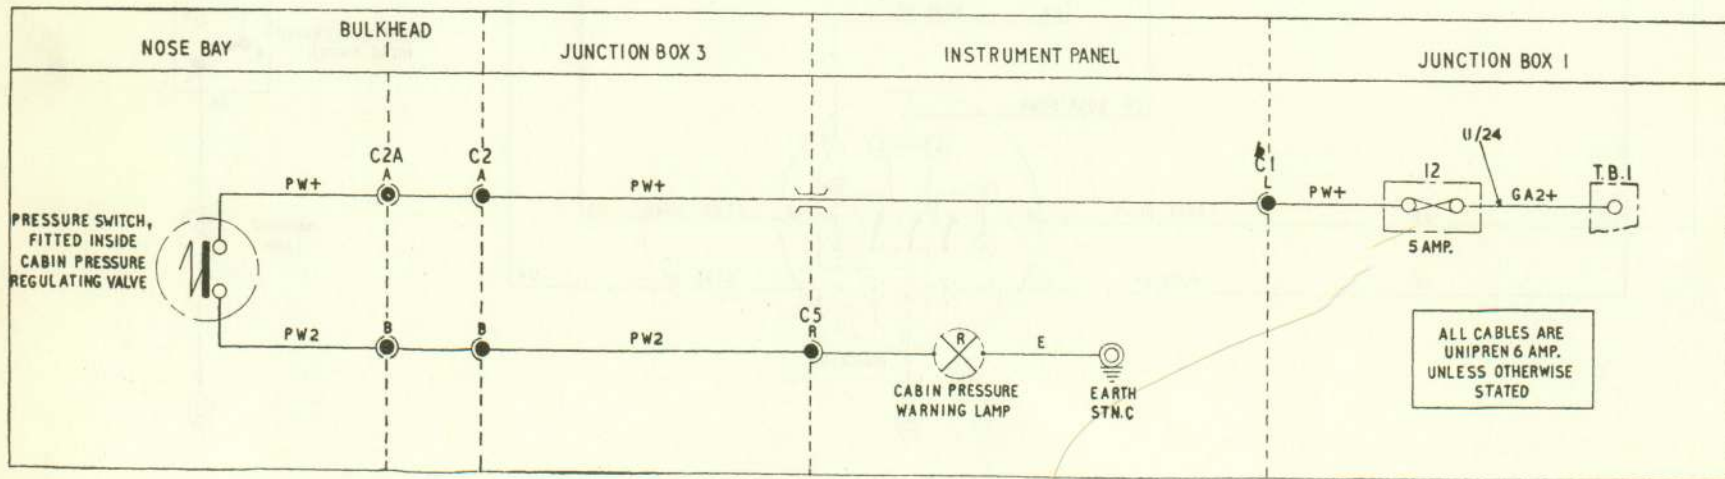 NOSE BAY
BULKHEAD
JUNCTION BOX 3
INSTRUMENT PANEL
JUNCTION BOX 1
C2A
A
C2
A
C1
L
PW+
PW+
PW+
12
5 AMP.
GA2+
T.B.1
PRESSURE SWITCH,
FITTED INSIDE
CABIN PRESSURE
REGULATING VALVE
PW2
B
B
PW2
C5
R
R
CABIN PRESSURE
WARNING LAMP
E
EARTH
STN.C
ALL CABLES ARE
UNIPREN 6 AMP.
UNLESS OTHERWISE
STATED